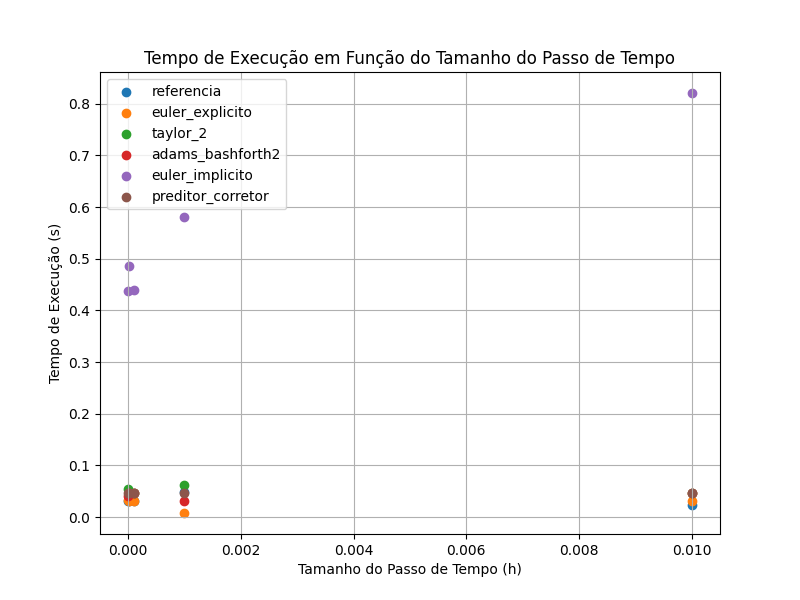 Tempo de Execução em Função do Tamanho do Passo de Tempo
referencia
euler_explicito
taylor_2
adams_bashforth2
euler_implicito
preditor_corretor
0.8
0.7
0.6
0.5
0.4
0.3
0.2
0.1
0.0
Tempo de Execução (s)
0.000
0.002
0.004
0.006
0.008
0.010
Tamanho do Passo de Tempo (h)